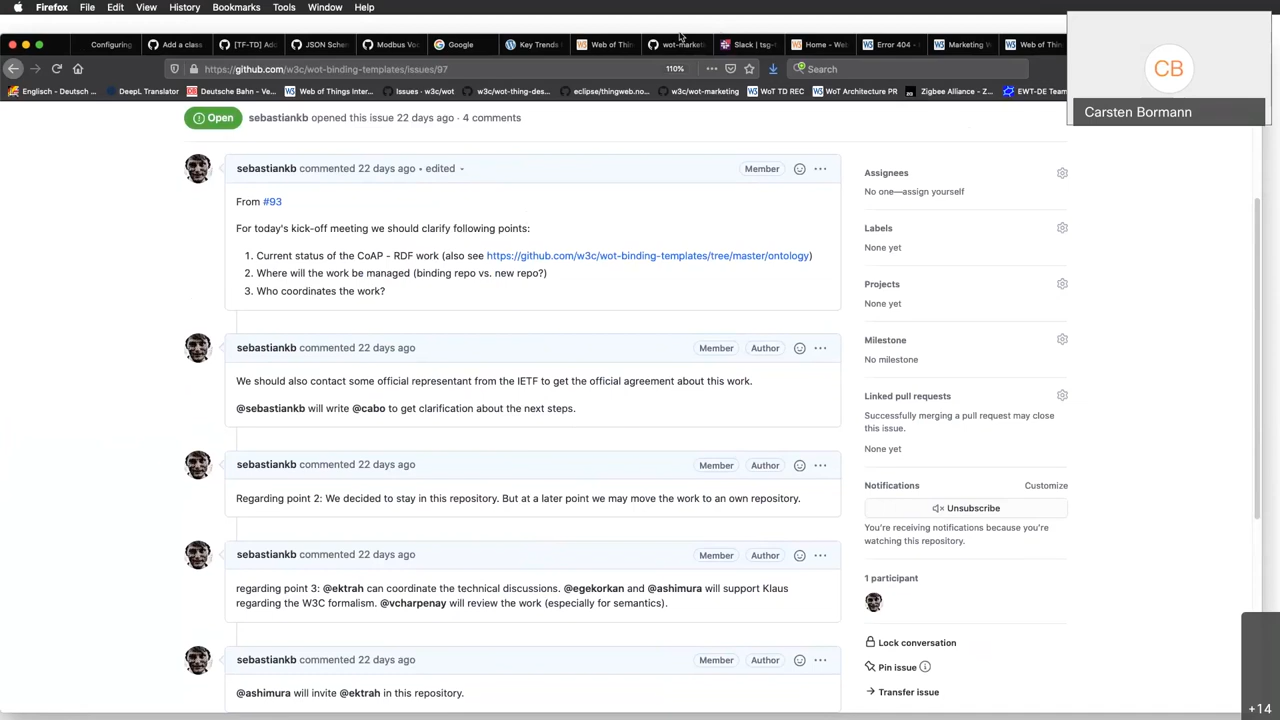 Firefox File Edit View History Bookmarks Tools Window Help
Configuring
Add a class
[TF-TD] Add
JSON Schem
Modbus Voc
Google
Key Trends
Web of Thin
wot-market
Slack | tsg-t
Home - Web
Error 404 -
Marketing W
Web of Thin
https://github.com/w3c/wot-binding-templates/issues/97
110%
Search
Englisch - Deutsch ...
DeepL Translator
Deutsche Bahn - Ve...
Web of Things Inter...
Issues · w3c/wot
w3c/wot-thing-des...
eclipse/thingweb.no...
w3c/wot-marketing
WoT TD REC
WoT Architecture PR
Zigbee Alliance - Z...
EWT-DE Team
CB
Carsten Bormann
Open sebastiankb opened this issue 22 days ago · 4 comments
sebastiankb commented 22 days ago • edited
Member
From #93
For today's kick-off meeting we should clarify following points:
1. Current status of the CoAP - RDF work (also see https://github.com/w3c/wot-binding-templates/tree/master/ontology)
2. Where will the work be managed (binding repo vs. new repo?)
3. Who coordinates the work?
sebastiankb commented 22 days ago
Member Author
We should also contact some official representant from the IETF to get the official agreement about this work.
@sebastiankb will write @cabo to get clarification about the next steps.
sebastiankb commented 22 days ago
Member Author
Regarding point 2: We decided to stay in this repository. But at a later point we may move the work to an own repository.
sebastiankb commented 22 days ago
Member Author
regarding point 3: @ektrah can coordinate the technical discussions. @egekorkan and @ashimura will support Klaus
regarding the W3C formalism. @vcharpenay will review the work (especially for semantics).
sebastiankb commented 22 days ago
Member Author
@ashimura will invite @ektrah in this repository.
Assignees
No one—assign yourself
Labels
None yet
Projects
None yet
Milestone
No milestone
Linked pull requests
Successfully merging a pull request may close
this issue.
None yet
Notifications
Customize
Unsubscribe
You're receiving notifications because you're
watching this repository.
1 participant
Lock conversation
Pin issue
Transfer issue
+14